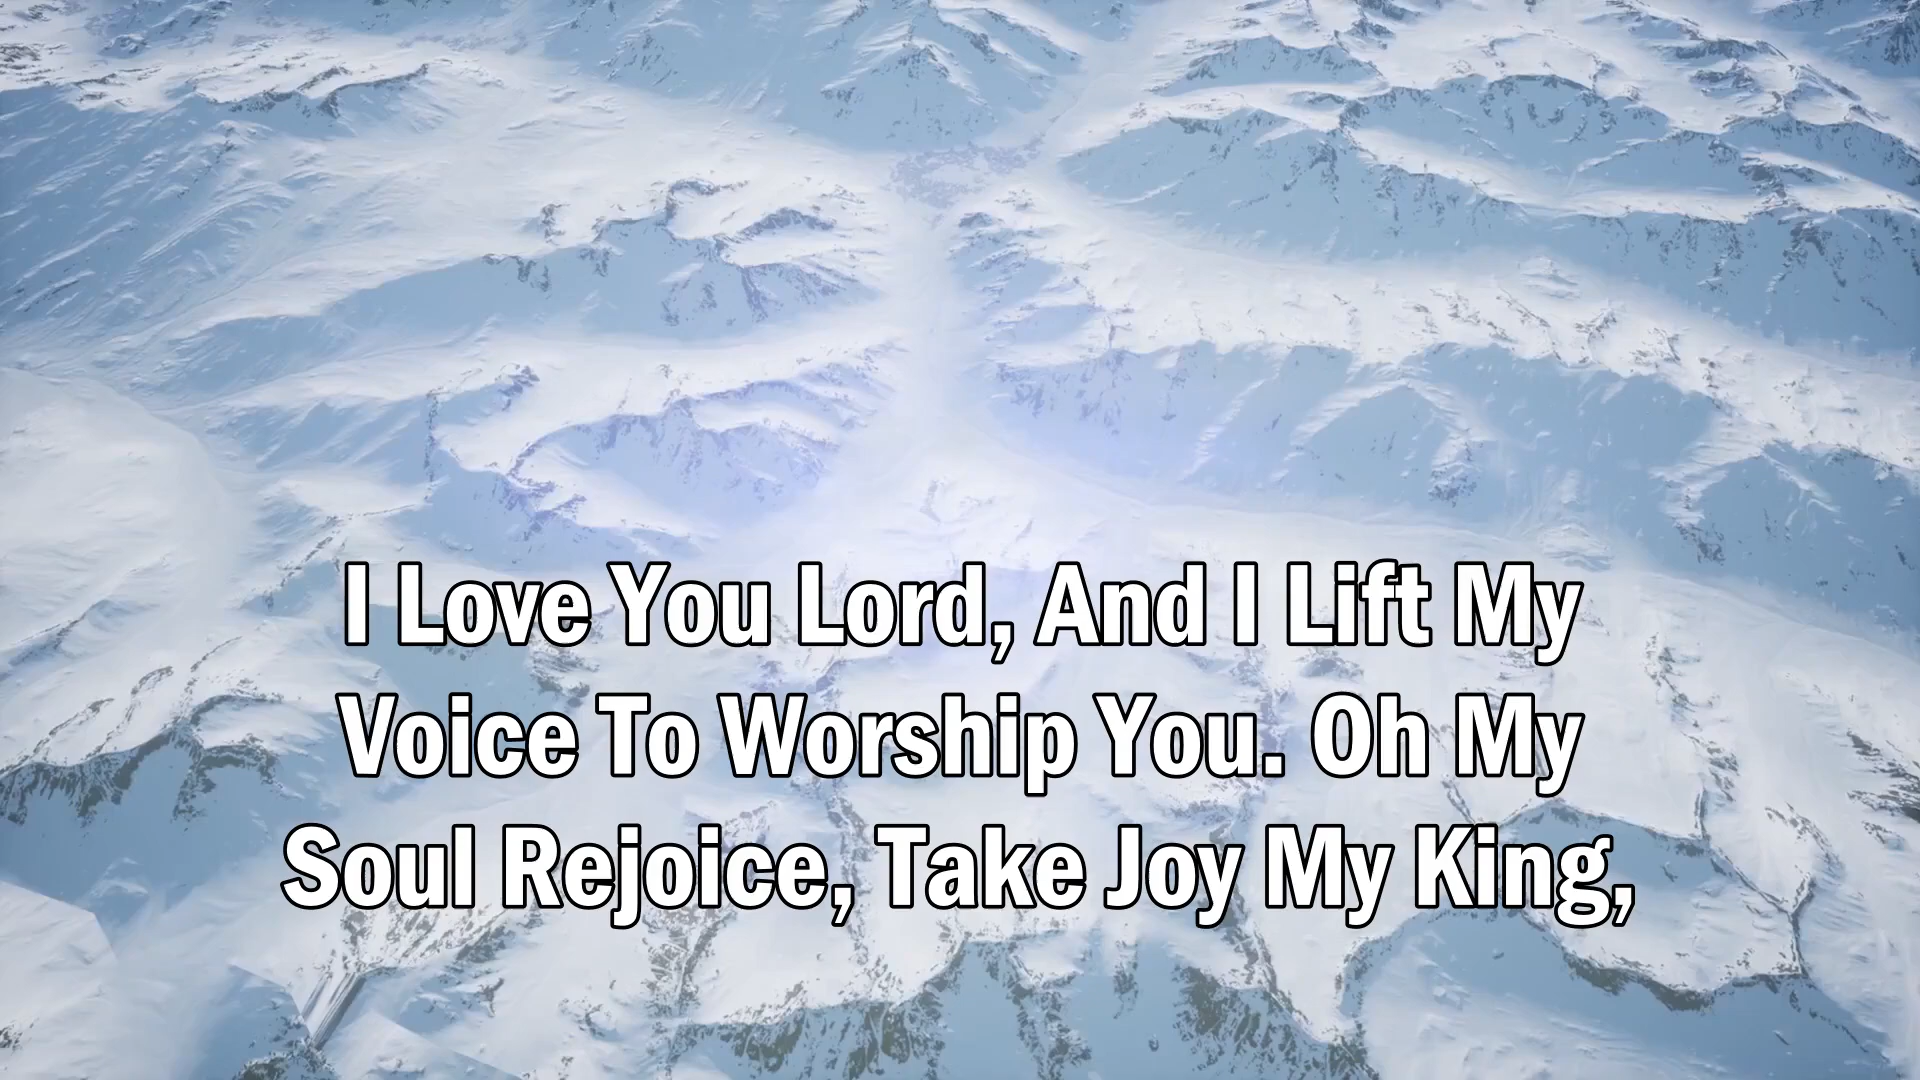 I Love You Lord, And I Lift My
Voice To Worship You. Oh My
Soul Rejoice, Take Joy My King,